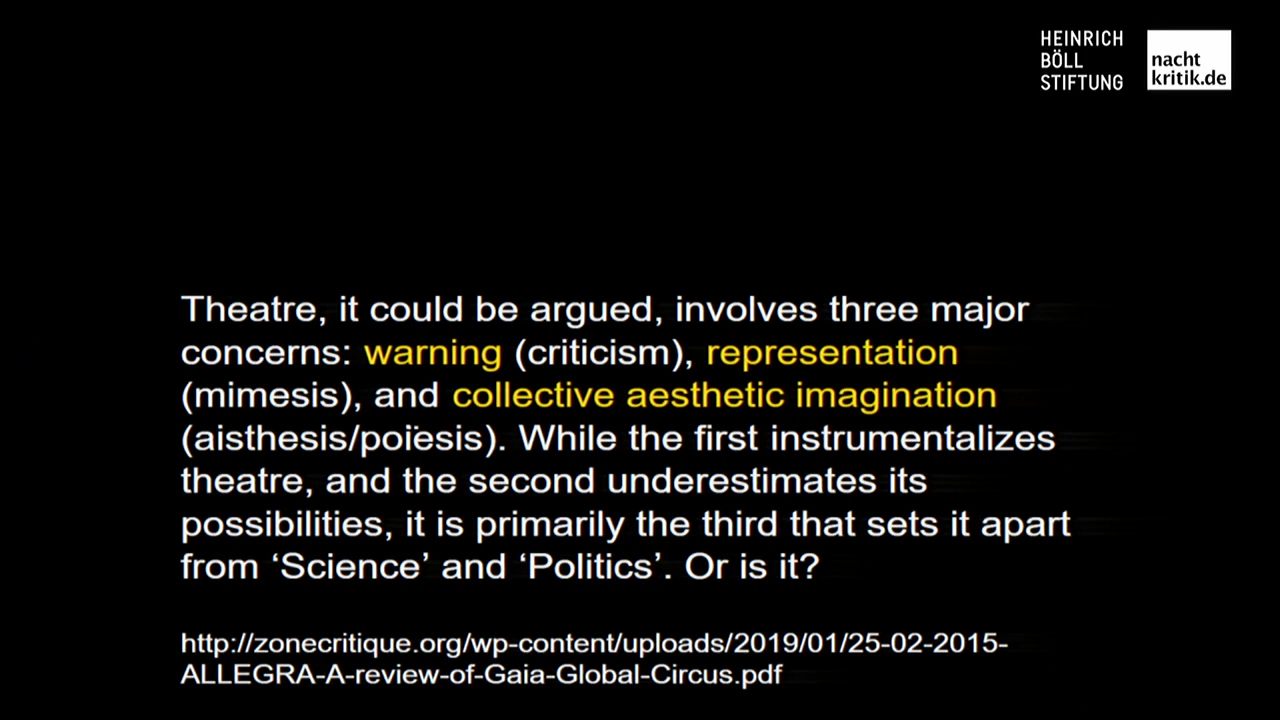 HEINRICH
BÖLL
STIFTUNG
nacht
kritik.de
Theatre, it could be argued, involves three major
concerns: warning (criticism), representation
(mimesis), and collective aesthetic imagination
(aisthesis/poïesis). While the first instrumentalizes
theatre, and the second underestimates its
possibilities, it is primarily the third that sets it apart
from ‘Science’ and ‘Politics’. Or is it?
http://zonecritique.org/wp-content/uploads/2019/01/25-02-2015-
ALLEGRA-A-review-of-Gaia-Global-Circus.pdf